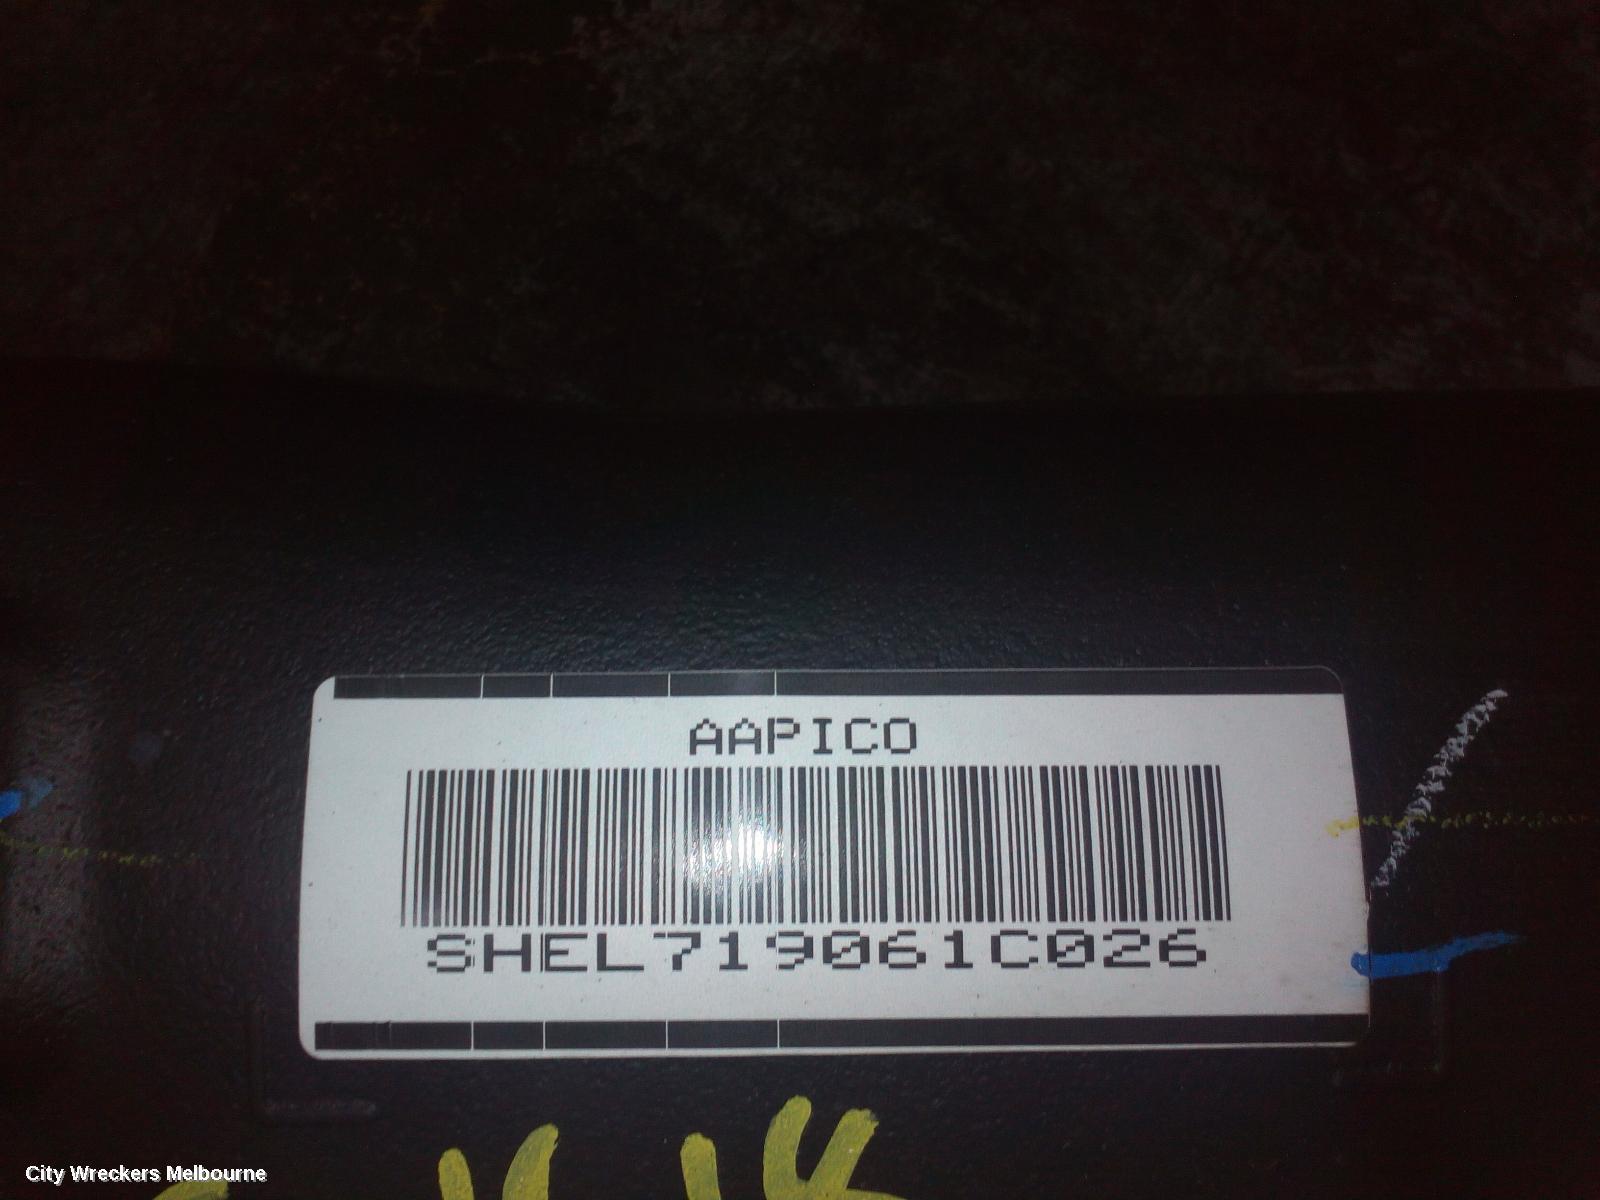 AAPICO
SHEL719061C026
City Wreckers Melbourne